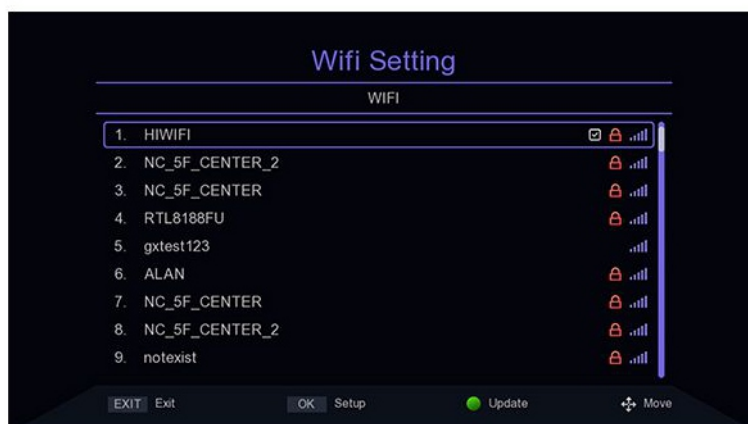 Wifi Setting
WIFI
1. HIWIFI
2. NC_5F_CENTER_2
3. NC_5F_CENTER
4. RTL8188FU
5. gxtest123
6. ALAN
7. NC_5F_CENTER
8. NC_5F_CENTER_2
9. notexist
EXIT Exit OK Setup Update Move